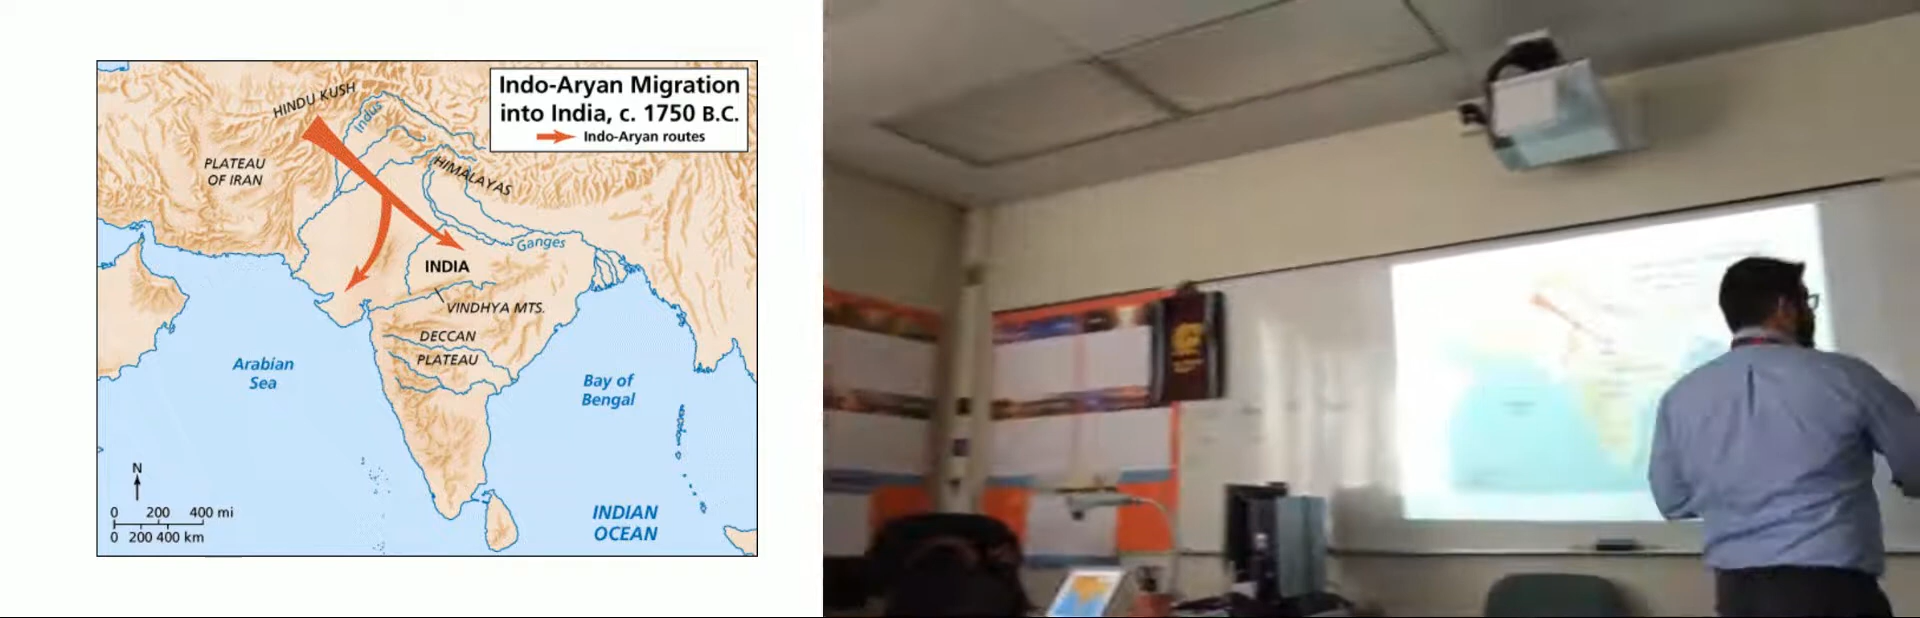 Indo-Aryan Migration
into India, c. 1750 B.C.
Indo-Aryan routes
HINDU KUSH
Indus
PLATEAU
OF IRAN
HIMALAYAS
Ganges
INDIA
VINDHYA MTS.
DECCAN
PLATEAU
Arabian
Sea
Bay of
Bengal
N
0 200 400 mi
0 200 400 km
INDIAN
OCEAN